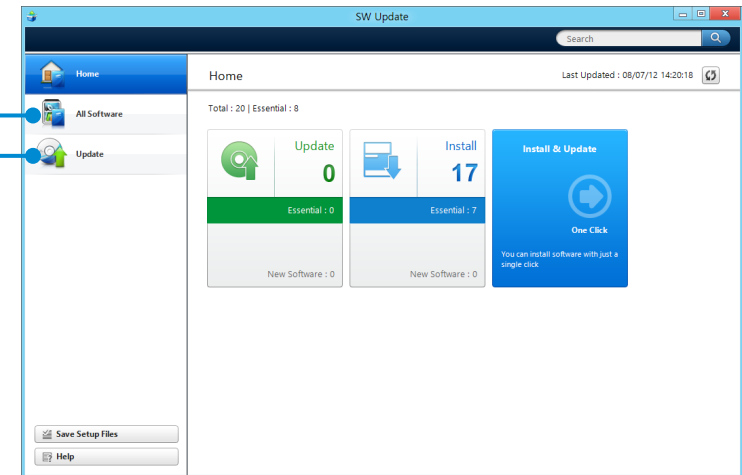 SW Update
Search
Home
All Software
Update
Save Setup Files
Help
Home
Last Updated : 08/07/12 14:20:18
Total : 20 | Essential : 8
Update
0
Essential : 0
New Software : 0
Install
17
Essential : 7
New Software : 0
Install & Update
One Click
You can install software with just a
single click